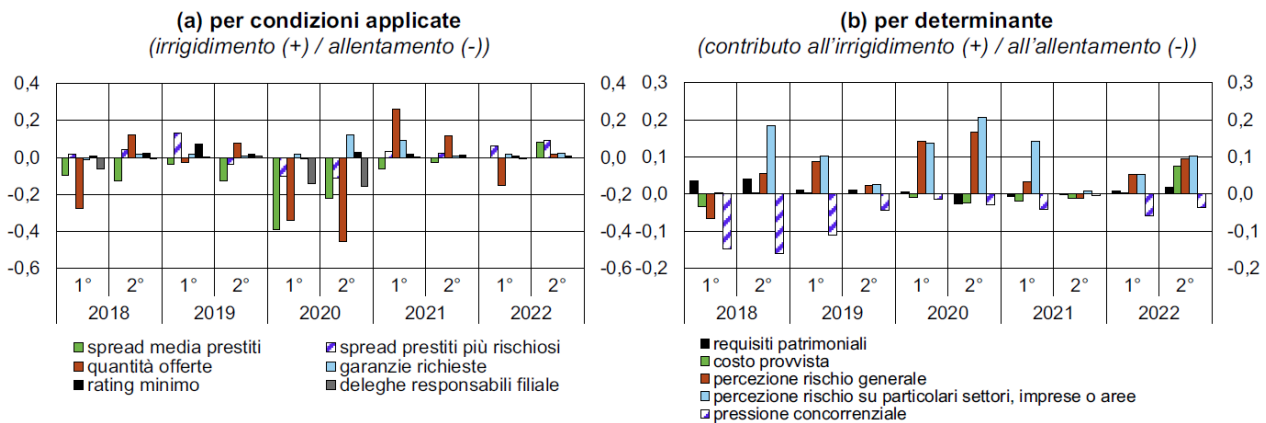 (a) per condizioni applicate
(irrigidimento (+) / allentamento (-))
0,4 0,4
0,2 0,2
0,0 0,0
-0,2 -0,2
-0,4 -0,4
-0,6 -0,6
1° 2° 1° 2° 1° 2° 1° 2° 1° 2°
2018 2019 2020 2021 2022
spread media prestiti spread prestiti più rischiosi
quantità offerte garanzie richieste
rating minimo deleghe responsabili filiale
(b) per determinante
(contributo all'irrigidimento (+) / all'allentamento (-))
0,3 0,3
0,2 0,2
0,1 0,1
0,0 0,0
-0,1 -0,1
-0,2 -0,2
1° 2° 1° 2° 1° 2° 1° 2° 1° 2°
2018 2019 2020 2021 2022
requisiti patrimoniali
costo provvista
percezione rischio generale
percezione rischio su particolari settori, imprese o aree
pressione concorrenziale